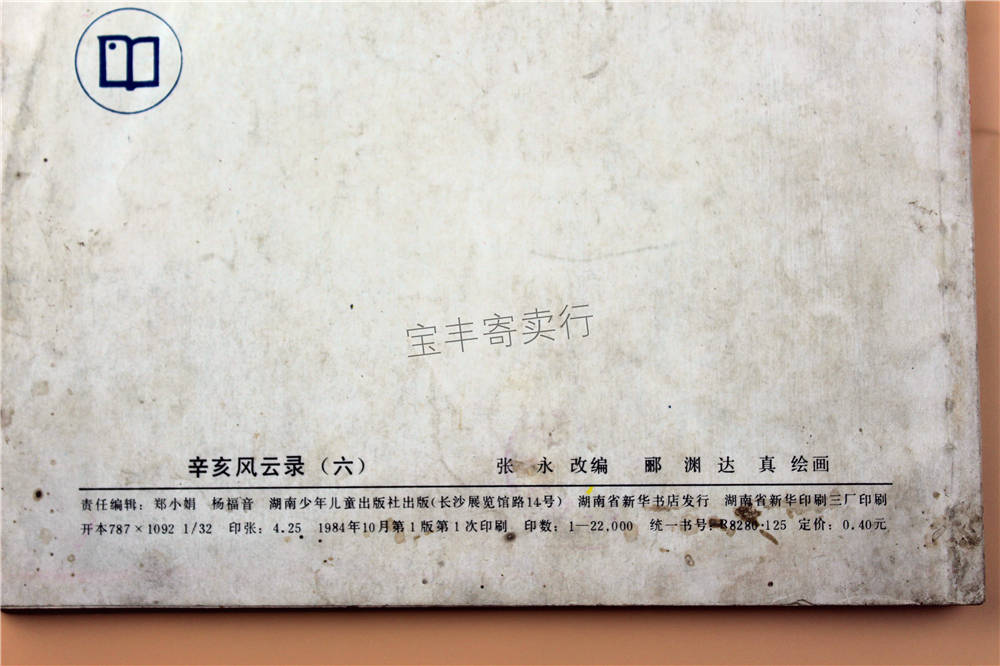 宝丰寄卖行
辛亥风云录（六） 张 永 改编 郦 渊 达 真 绘画
责任编辑：郑小娟 杨福音 湖南少年儿童出版社出版（长沙展览馆路14号） 湖南省新华书店发行 湖南省新华印刷三厂印刷
开本787×1092 1/32 印张：4.25 1984年10月第1版第1次印刷 印数：1—22,000 统一书号：R8280·125 定价：0.40元